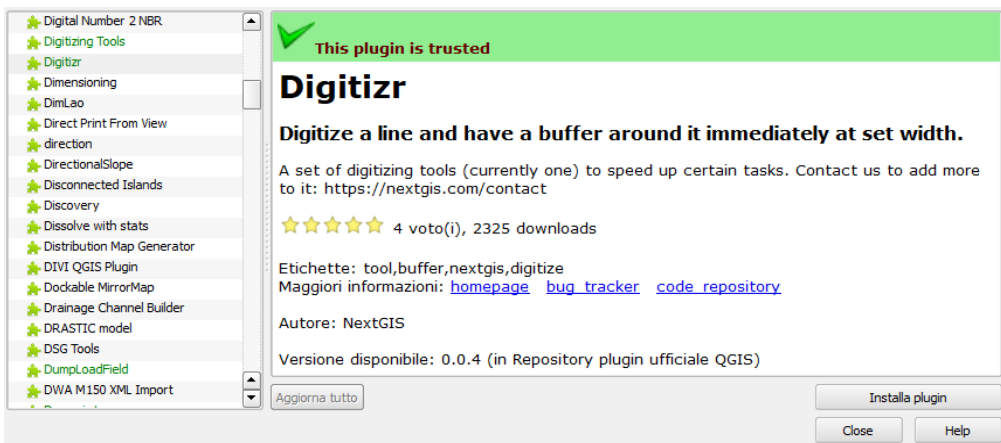 Digital Number 2 NBR
Digitizing Tools
Digitizr
Dimensioning
DimLao
Direct Print From View
direction
DirectionalSlope
Disconnected Islands
Discovery
Dissolve with stats
Distribution Map Generator
DIVI QGIS Plugin
Dockable MirrorMap
Drainage Channel Builder
DRASTIC model
DSG Tools
DumpLoadField
DWA M150 XML Import
This plugin is trusted
Digitizr
Digitize a line and have a buffer around it immediately at set width.
A set of digitizing tools (currently one) to speed up certain tasks. Contact us to add more
to it: https://nextgis.com/contact
4 voto(i), 2325 downloads
Etichette: tool,buffer,nextgis,digitize
Maggiori informazioni: homepage bug tracker code repository
Autore: NextGIS
Versione disponibile: 0.0.4 (in Repository plugin ufficiale QGIS)
Aggiorna tutto
Installa plugin
Close
Help